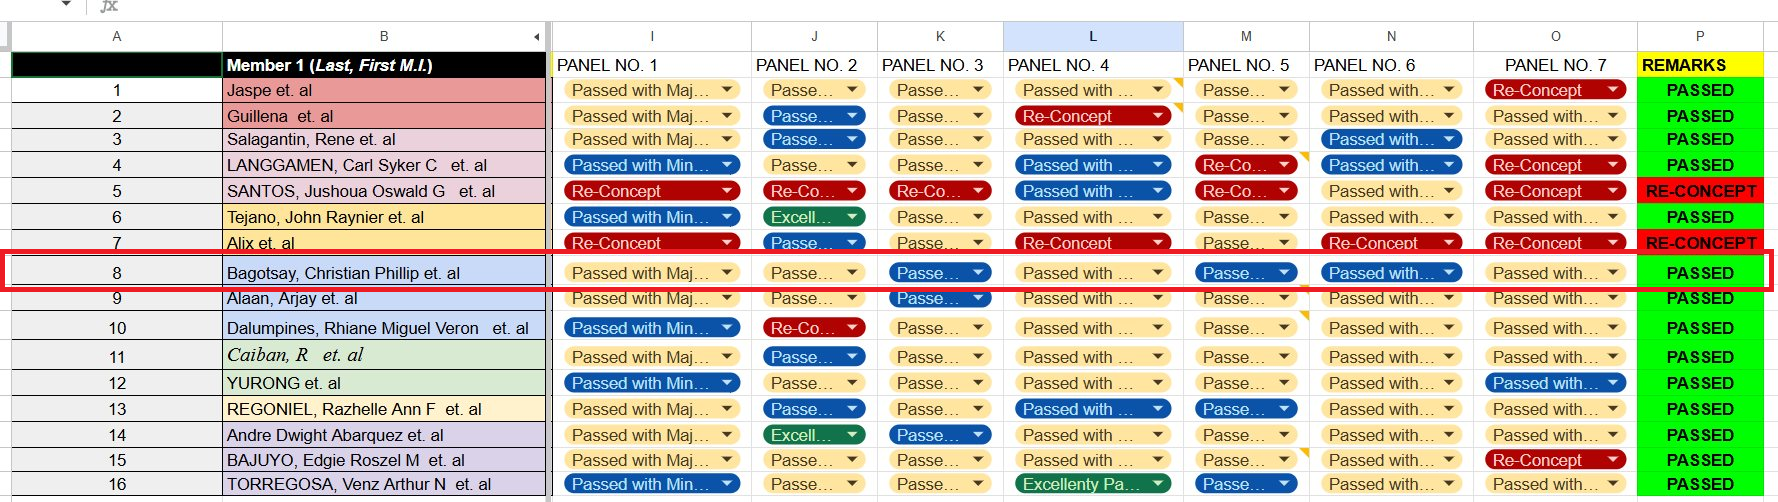 fx
A B I J K L M N O P
Member 1 (Last, First M.I.) PANEL NO. 1 PANEL NO. 2 PANEL NO. 3 PANEL NO. 4 PANEL NO. 5 PANEL NO. 6 PANEL NO. 7 REMARKS
1 Jaspe et. al Passed with Maj... Passe... Passe... Passed with ... Passe... Passed with... Re-Concept PASSED
2 Guillena et. al Passed with Maj... Passe... Passe... Re-Concept Passe... Passed with... Passed with... PASSED
3 Salagantin, Rene et. al Passed with Maj... Passe... Passe... Passed with ... Passe... Passed with... Passed with... PASSED
4 LANGGAMEN, Carl Syker C et. al Passed with Min... Passe... Passe... Passed with ... Re-Co... Passed with... Re-Concept PASSED
5 SANTOS, Jushoua Oswald G et. al Re-Concept Re-Co... Re-Co... Passed with ... Re-Co... Passed with... Re-Concept RE-CONCEPT
6 Tejano, John Raynier et. al Passed with Min... Excell... Passe... Passed with ... Passe... Passed with... Passed with... PASSED
7 Alix et. al Re-Concept Passe... Passe... Re-Concept Passe... Re-Concept Re-Concept RE-CONCEPT
8 Bagotsay, Christian Phillip et. al Passed with Maj... Passe... Passe... Passed with ... Passe... Passed with... Passed with... PASSED
9 Alaan, Arjay et. al Passed with Maj... Passe... Passe... Passed with ... Passe... Passed with... Passed with... PASSED
10 Dalumpines, Rhiane Miguel Veron et. al Passed with Min... Re-Co... Passe... Passed with ... Passe... Passed with... Passed with... PASSED
11 Caiban, R et. al Passed with Maj... Passe... Passe... Passed with ... Passe... Passed with... Passed with... PASSED
12 YURONG et. al Passed with Min... Passe... Passe... Passed with ... Passe... Passed with... Passed with... PASSED
13 REGONIEL, Razhelle Ann F et. al Passed with Maj... Passe... Passe... Passed with ... Passe... Passed with... Passed with... PASSED
14 Andre Dwight Abarquez et. al Passed with Maj... Excell... Passe... Passed with ... Passe... Passed with... Passed with... PASSED
15 BAJUYO, Edgie Roszel M et. al Passed with Maj... Passe... Passe... Passed with ... Passe... Passed with... Re-Concept PASSED
16 TORREGOSA, Venz Arthur N et. al Passed with Min... Passe... Passe... Excellenty Pa... Passe... Passed with... Passed with... PASSED